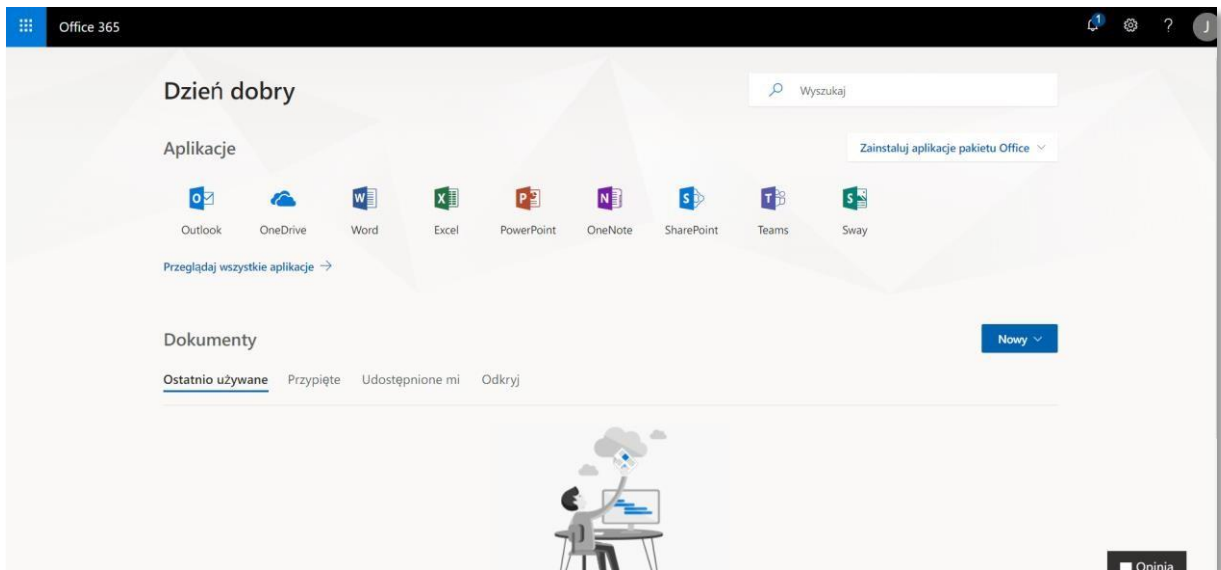 Office 365
1
?
J
Dzień dobry
Wyszukaj
Aplikacje
Zainstaluj aplikacje pakietu Office
Outlook OneDrive Word Excel PowerPoint OneNote SharePoint Teams Sway
Przeglądaj wszystkie aplikacje →
Dokumenty
Nowy
Ostatnio używane Przypięte Udostępnione mi Odkryj
Opinia